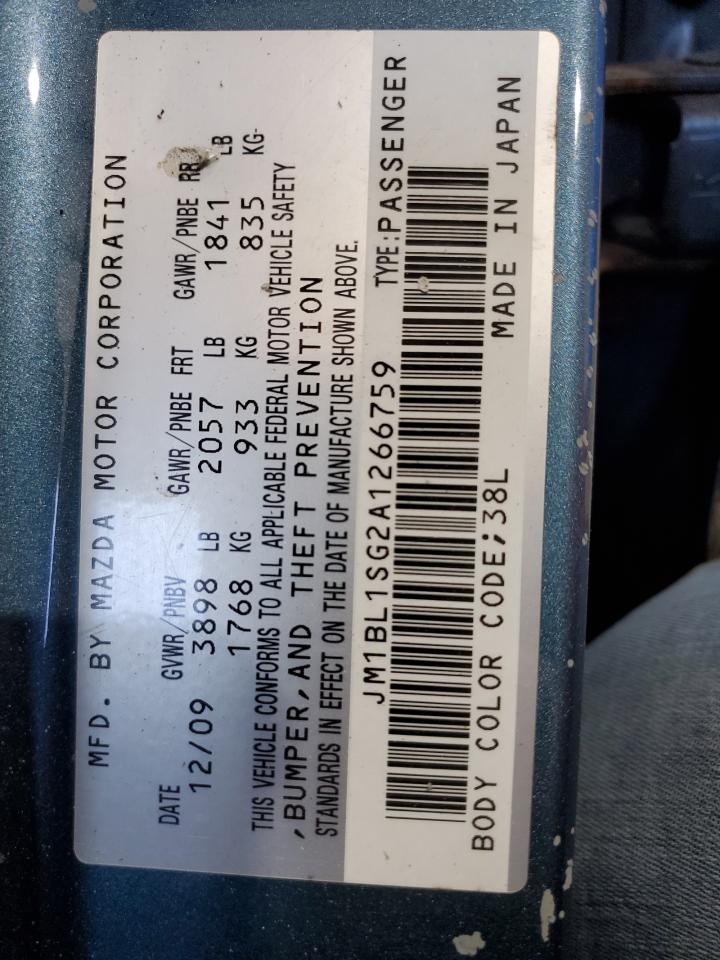 MFD. BY MAZDA MOTOR CORPORATION
DATE GVWR/PNBV GAWR/PNBE FRT GAWR/PNBE RR
12/09 3898 LB 2057 LB 1841 LB
1768 KG 933 KG 835 KG
THIS VEHICLE CONFORMS TO ALL APPLICABLE FEDERAL MOTOR VEHICLE SAFETY
,BUMPER,AND THEFT PREVENTION
STANDARDS IN EFFECT ON THE DATE OF MANUFACTURE SHOWN ABOVE.
JM1BL1SG2A1266759 TYPE:PASSENGER
BODY COLOR CODE;38L MADE IN JAPAN